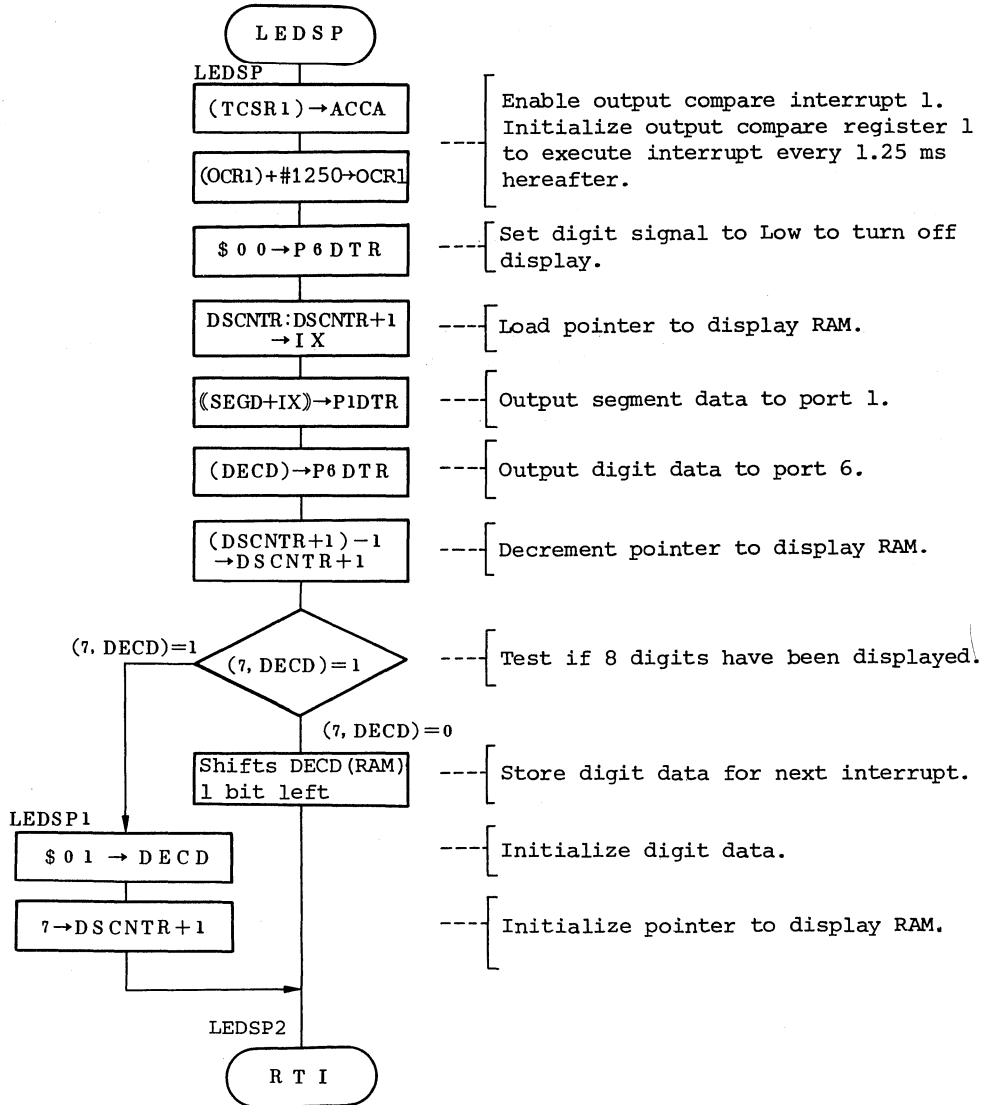 LEDSP
LEDSP
(TCSR1)→ACCA
(OCR1)+#1250→OCR1
Enable output compare interrupt 1.
Initialize output compare register 1
to execute interrupt every 1.25 ms
hereafter.
$00→P6DTR
Set digit signal to Low to turn off
display.
DSCNTR:DSCNTR+1
→IX
Load pointer to display RAM.
⟪SEGD+IX⟫→P1DTR
Output segment data to port 1.
(DECD)→P6DTR
Output digit data to port 6.
(DSCNTR+1)-1
→DSCNTR+1
Decrement pointer to display RAM.
(7, DECD)=1
(7, DECD)=1
Test if 8 digits have been displayed.
(7, DECD)=0
Shifts DECD(RAM)
1 bit left
Store digit data for next interrupt.
LEDSP1
$01 → DECD
Initialize digit data.
7→DSCNTR+1
Initialize pointer to display RAM.
LEDSP2
RTI